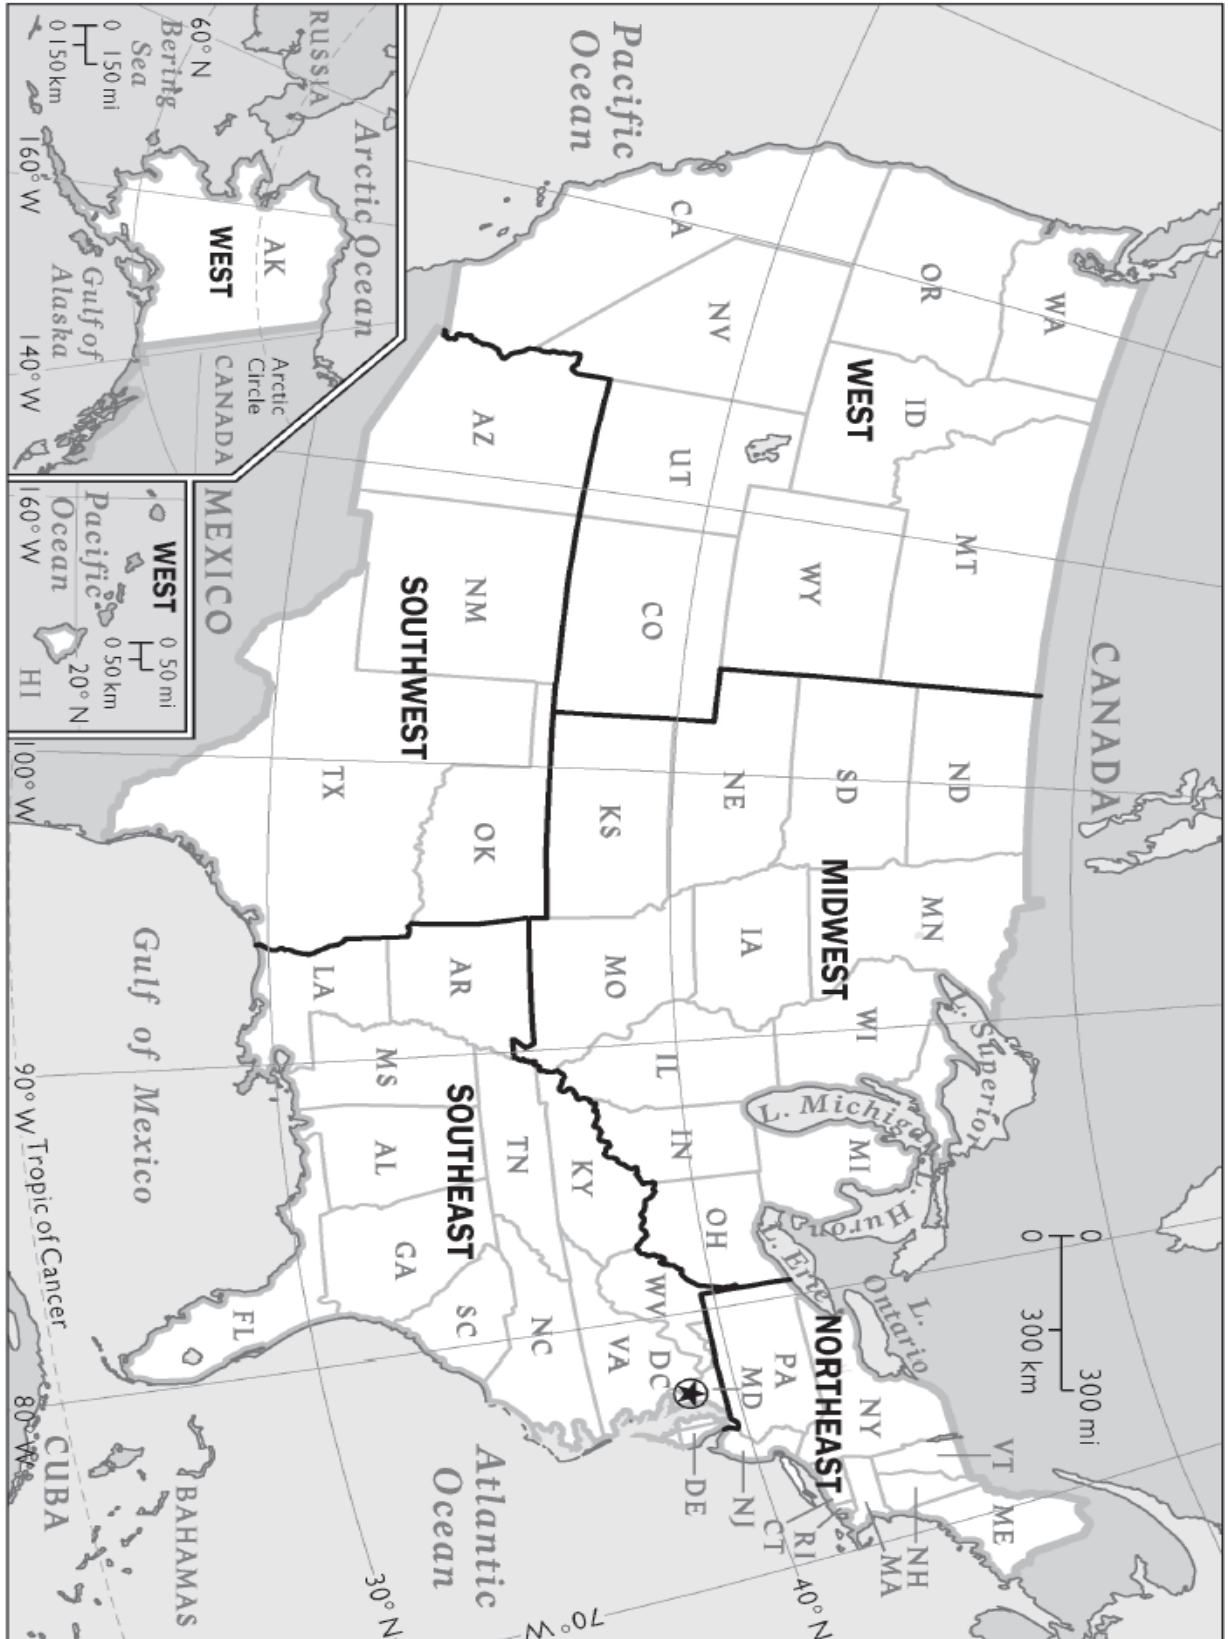 Pacific
Ocean
CANADA
WA
OR
CA
NV
ID
WEST
MT
WY
UT
CO
AZ
NM
SOUTHWEST
TX
OK
ND
SD
NE
KS
MIDWEST
MN
IA
MO
WI
IL
IN
MI
OH
L. Superior
L. Michigan
L. Huron
L. Erie
L.
Ontario
0 300 mi
0 300 km
NORTHEAST
PA
NY
VT
ME
NH
MA
RI
CT
NJ
DE
MD
DC
WV
VA
KY
TN
NC
SC
SOUTHEAST
AR
LA
MS
AL
GA
FL
Atlantic
Ocean
40° N
70° W
30° N
MEXICO
Gulf of Mexico
Tropic of Cancer
BAHAMAS
CUBA
100° W
90° W
80° W
RUSSIA
Arctic Ocean
60° N
Bering
Sea
AK
WEST
Arctic
Circle
CANADA
Gulf of
Alaska
0 150 mi
0 150 km
160° W
140° W
WEST
0 50 mi
0 50 km
Pacific
Ocean
20° N
HI
160° W